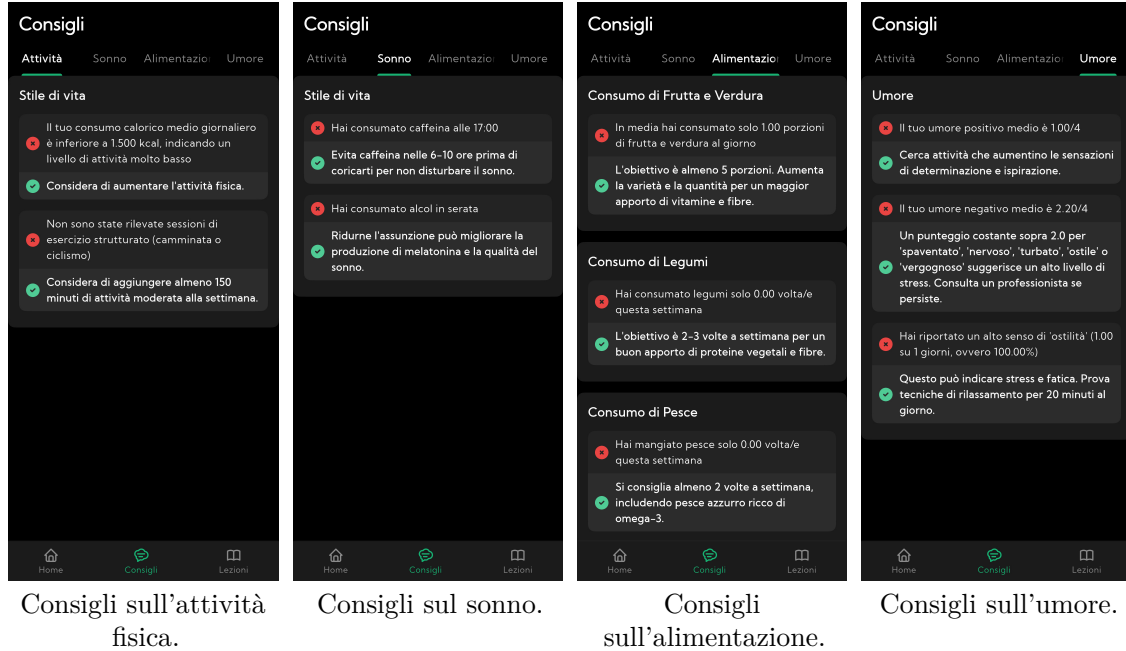 Consigli
Attività Sonno Alimentazio Umore
Stile di vita
Il tuo consumo calorico medio giornaliero
è inferiore a 1.500 kcal, indicando un
livello di attività molto basso
Considera di aumentare l'attività fisica.
Non sono state rilevate sessioni di
esercizio strutturato (camminata o
ciclismo)
Considera di aggiungere almeno 150
minuti di attività moderata alla settimana.
Home Consigli Lezioni
Consigli sull'attività
fisica.
Consigli
Attività Sonno Alimentazio Umore
Stile di vita
Hai consumato caffeina alle 17:00
Evita caffeina nelle 6-10 ore prima di
coricarti per non disturbare il sonno.
Hai consumato alcol in serata
Ridurne l'assunzione può migliorare la
produzione di melatonina e la qualità del
sonno.
Home Consigli Lezioni
Consigli sul sonno.
Consigli
Attività Sonno Alimentazio Umore
Consumo di Frutta e Verdura
In media hai consumato solo 1.00 porzioni
di frutta e verdura al giorno
L'obiettivo è almeno 5 porzioni. Aumenta
la varietà e la quantità per un maggior
apporto di vitamine e fibre.
Consumo di Legumi
Hai consumato legumi solo 0.00 volta/e
questa settimana
L'obiettivo è 2-3 volte a settimana per un
buon apporto di proteine vegetali e fibre.
Consumo di Pesce
Hai mangiato pesce solo 0.00 volta/e
questa settimana
Si consiglia almeno 2 volte a settimana,
includendo pesce azzurro ricco di
omega-3.
Home Consigli Lezioni
Consigli
sull'alimentazione.
Consigli
Attività Sonno Alimentazio Umore
Umore
Il tuo umore positivo medio è 1.00/4
Cerca attività che aumentino le sensazioni
di determinazione e ispirazione.
Il tuo umore negativo medio è 2.20/4
Un punteggio costante sopra 2.0 per
'spaventato', 'nervoso', 'turbato', 'ostile' o
'vergognoso' suggerisce un alto livello di
stress. Consulta un professionista se
persiste.
Hai riportato un alto senso di 'ostilità' (1.00
su 1 giorni, ovvero 100.00%)
Questo può indicare stress e fatica. Prova
tecniche di rilassamento per 20 minuti al
giorno.
Home Consigli Lezioni
Consigli sull'umore.